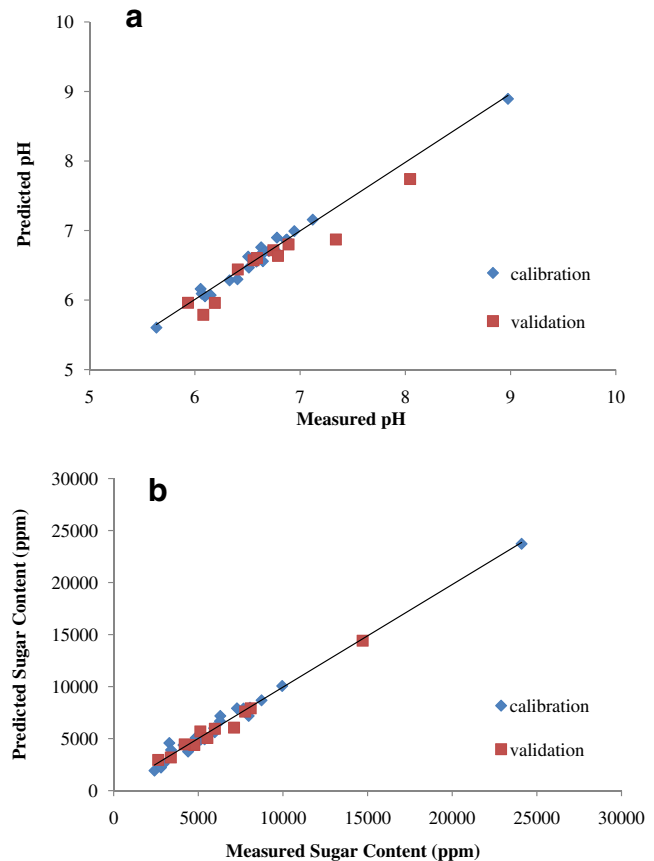 a
10
9
8
7
6
5
5 6 7 8 9 10
Predicted pH
Measured pH
calibration
validation
b
30000
25000
20000
15000
10000
5000
0
0 5000 10000 15000 20000 25000 30000
Predicted Sugar Content (ppm)
Measured Sugar Content (ppm)
calibration
validation